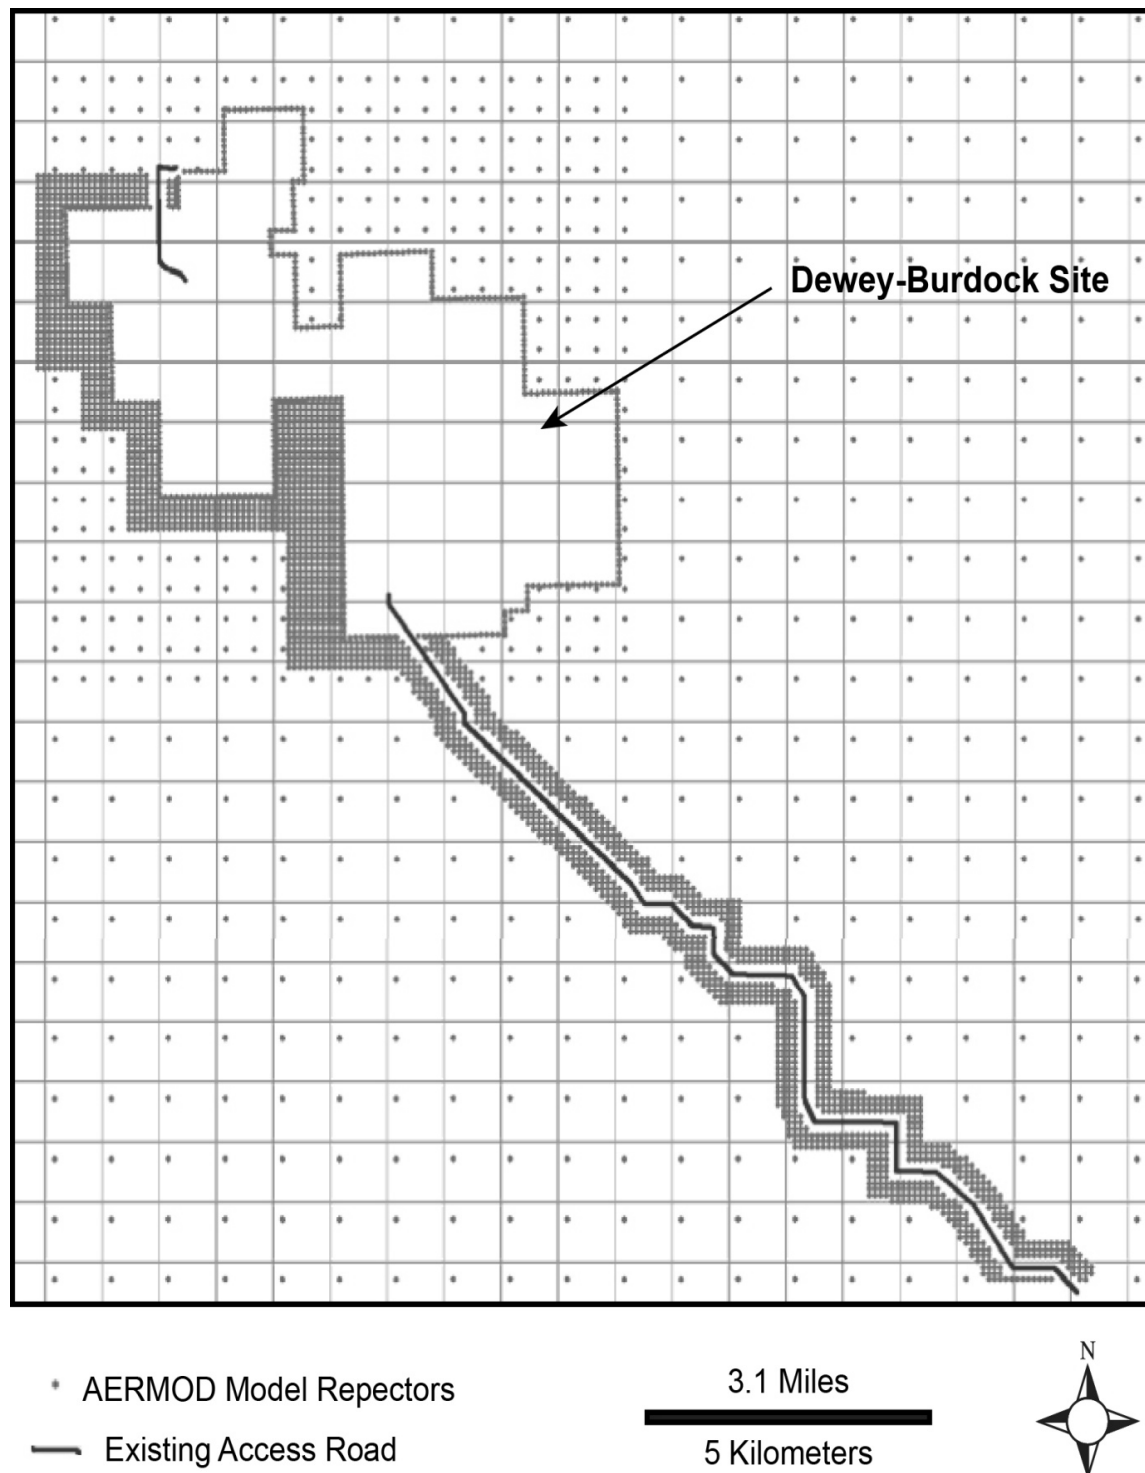 Dewey-Burdock Site
AERMOD Model Repectors
Existing Access Road
3.1 Miles
5 Kilometers
N